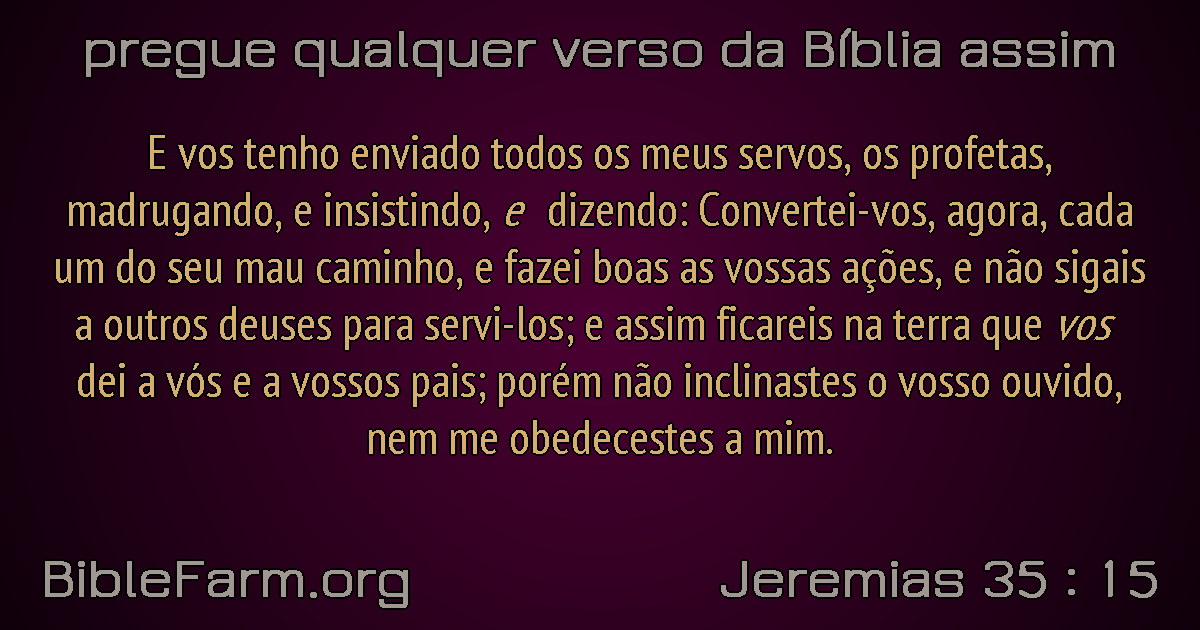 pregue qualquer verso da Bíblia assim
E vos tenho enviado todos os meus servos, os profetas,
madrugando, e insistindo, e dizendo: Convertei-vos, agora, cada
um do seu mau caminho, e fazei boas as vossas ações, e não sigais
a outros deuses para servi-los; e assim ficareis na terra que vos
dei a vós e a vossos pais; porém não inclinastes o vosso ouvido,
nem me obedecestes a mim.
BibleFarm.org
Jeremias 35 : 15